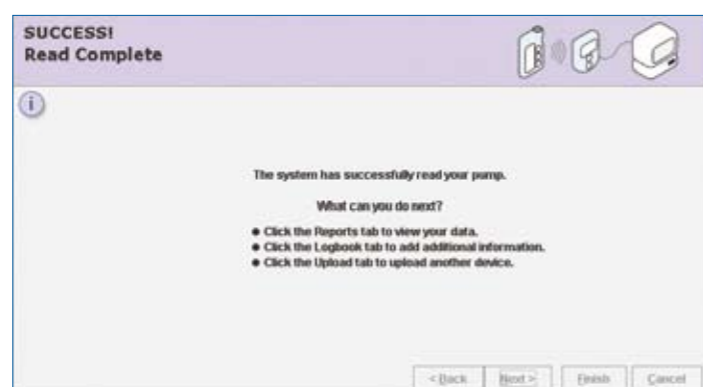 SUCCESS!
Read Complete
i
The system has successfully read your pump.
What can you do next?
● Click the Reports tab to view your data.
● Click the Logbook tab to add additional information.
● Click the Upload tab to upload another device.
< Back Next > Finish Cancel